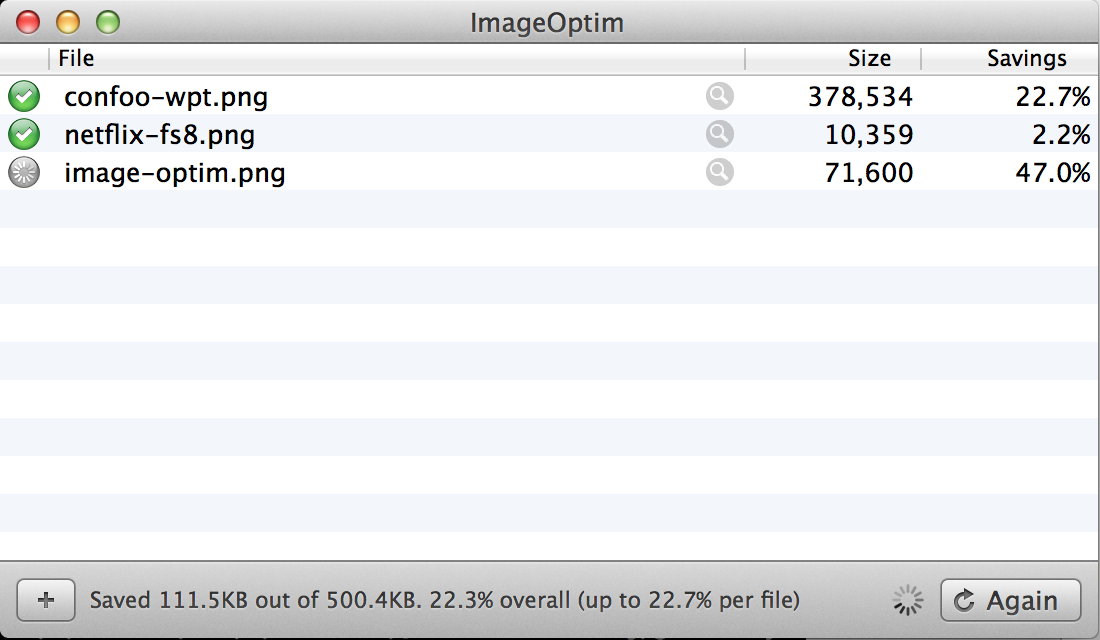 ImageOptim
File Size Savings
confoo-wpt.png 378,534 22.7%
netflix-fs8.png 10,359 2.2%
image-optim.png 71,600 47.0%
+ Saved 111.5KB out of 500.4KB. 22.3% overall (up to 22.7% per file) Again